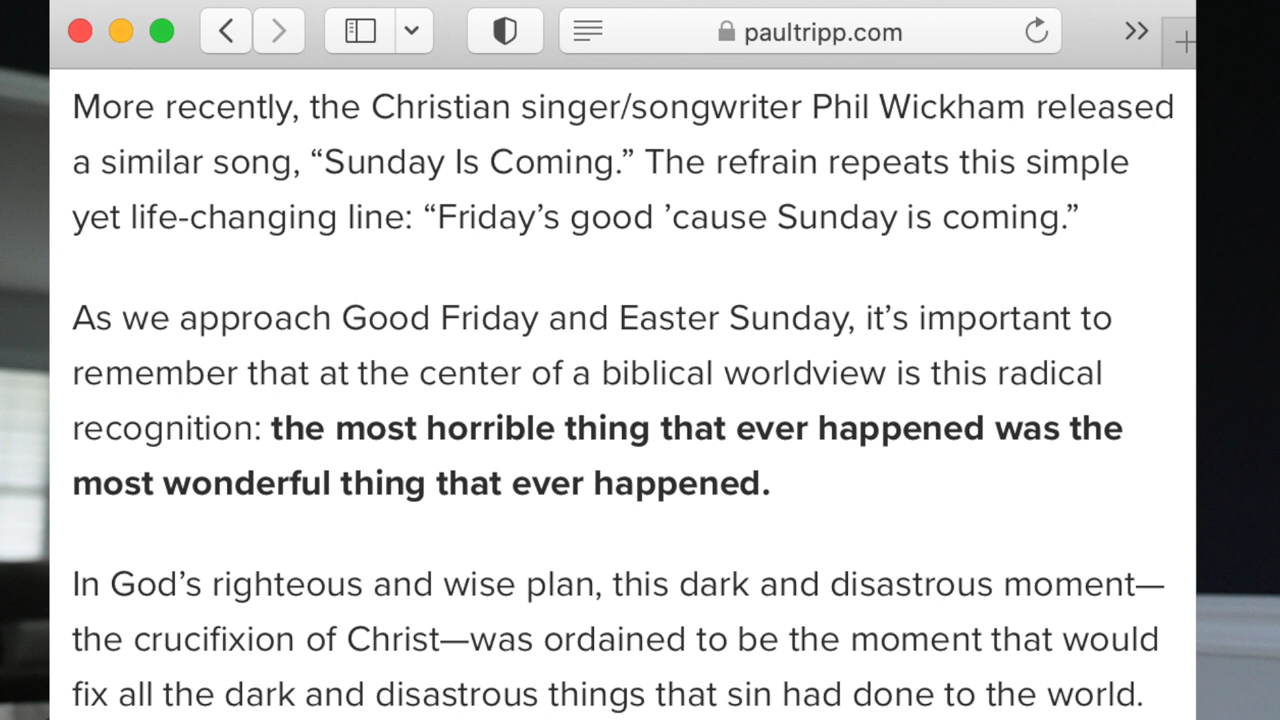 paultripp.com
More recently, the Christian singer/songwriter Phil Wickham released
a similar song, “Sunday Is Coming.” The refrain repeats this simple
yet life-changing line: “Friday’s good ’cause Sunday is coming.”
As we approach Good Friday and Easter Sunday, it’s important to
remember that at the center of a biblical worldview is this radical
recognition: the most horrible thing that ever happened was the
most wonderful thing that ever happened.
In God’s righteous and wise plan, this dark and disastrous moment—
the crucifixion of Christ—was ordained to be the moment that would
fix all the dark and disastrous things that sin had done to the world.